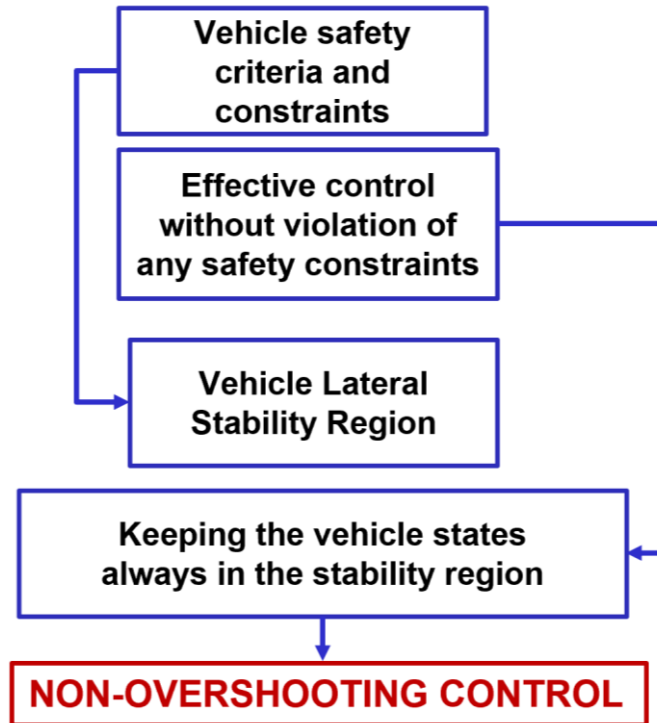 Vehicle safety
criteria and
constraints
Effective control
without violation of
any safety constraints
Vehicle Lateral
Stability Region
Keeping the vehicle states
always in the stability region
NON-OVERSHOOTING CONTROL